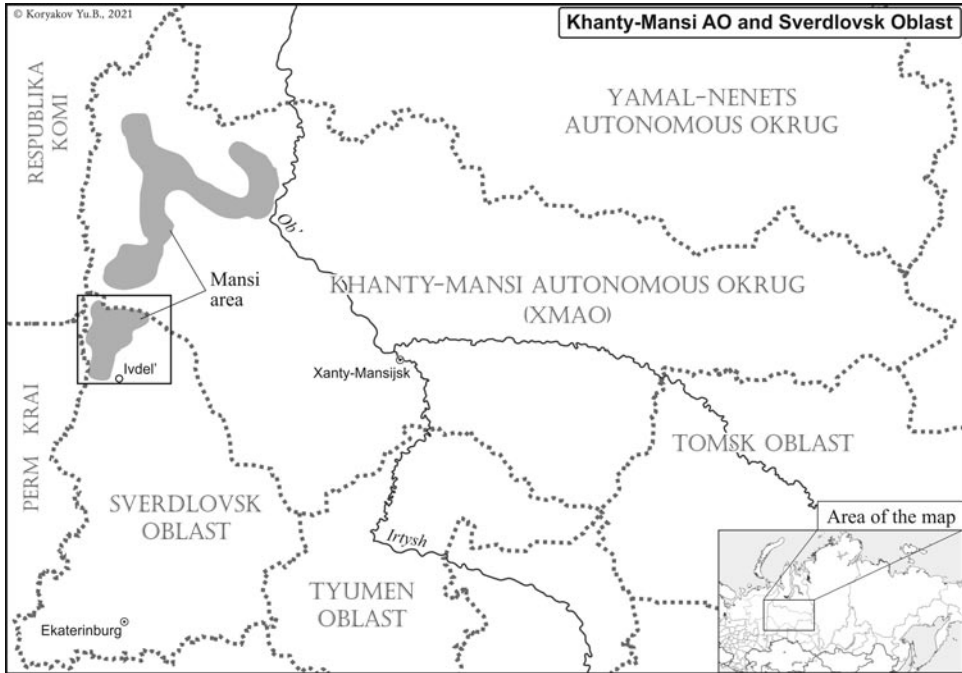 © Koryakov Yu.B., 2021
Khanty-Mansi AO and Sverdlovsk Oblast
RESPUBLIKA
KOMI
YAMAL-NENETS
AUTONOMOUS OKRUG
Ob'
Mansi
area
KHANTY-MANSI AUTONOMOUS OKRUG
(XMAO)
Ivdel'
Xanty-Mansijsk
PERM KRAI
TOMSK OBLAST
SVERDLOVSK
OBLAST
Area of the map
Irtysh
TYUMEN
OBLAST
Ekaterinburg